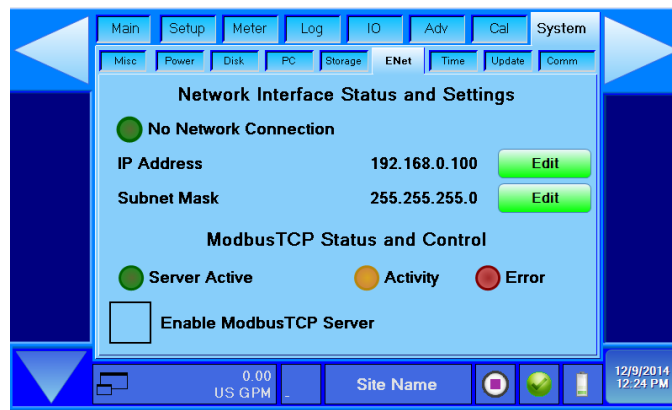 Main Setup Meter Log IO Adv Cal System
Misc Power Disk PC Storage ENet Time Update Comm
Network Interface Status and Settings
No Network Connection
IP Address 192.168.0.100 Edit
Subnet Mask 255.255.255.0 Edit
ModbusTCP Status and Control
Server Active Activity Error
Enable ModbusTCP Server
0.00
US GPM - Site Name
12/9/2014
12:24 PM